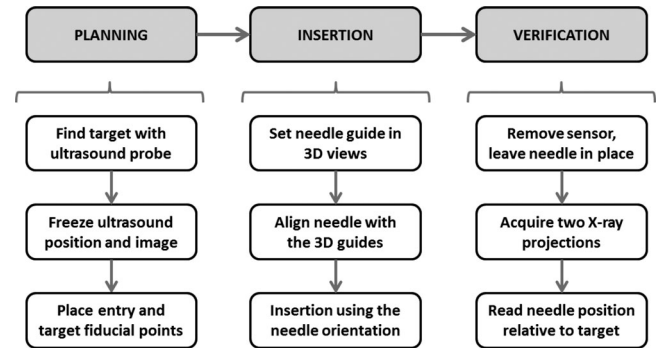 PLANNING
INSERTION
VERIFICATION
Find target with
ultrasound probe
Freeze ultrasound
position and image
Place entry and
target fiducial points
Set needle guide in
3D views
Align needle with
the 3D guides
Insertion using the
needle orientation
Remove sensor,
leave needle in place
Acquire two X-ray
projections
Read needle position
relative to target